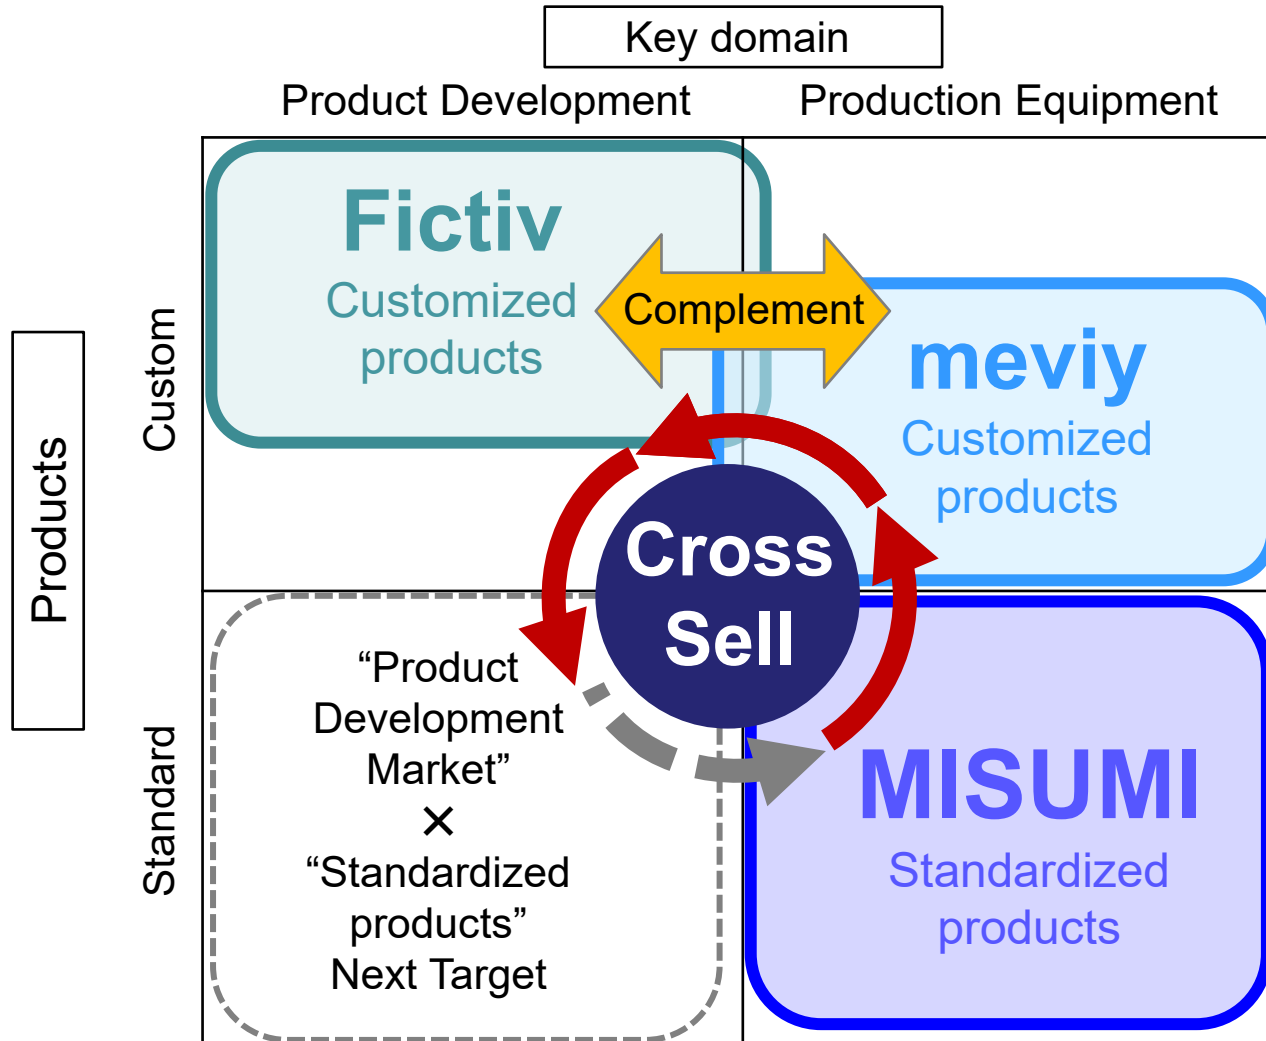 Key domain
Product Development
Production Equipment
Products
Custom
Standard
Fictiv
Customized
products
Complement
meviy
Customized
products
Cross
Sell
“Product
Development
Market”
×
“Standardized
products”
Next Target
MISUMI
Standardized
products